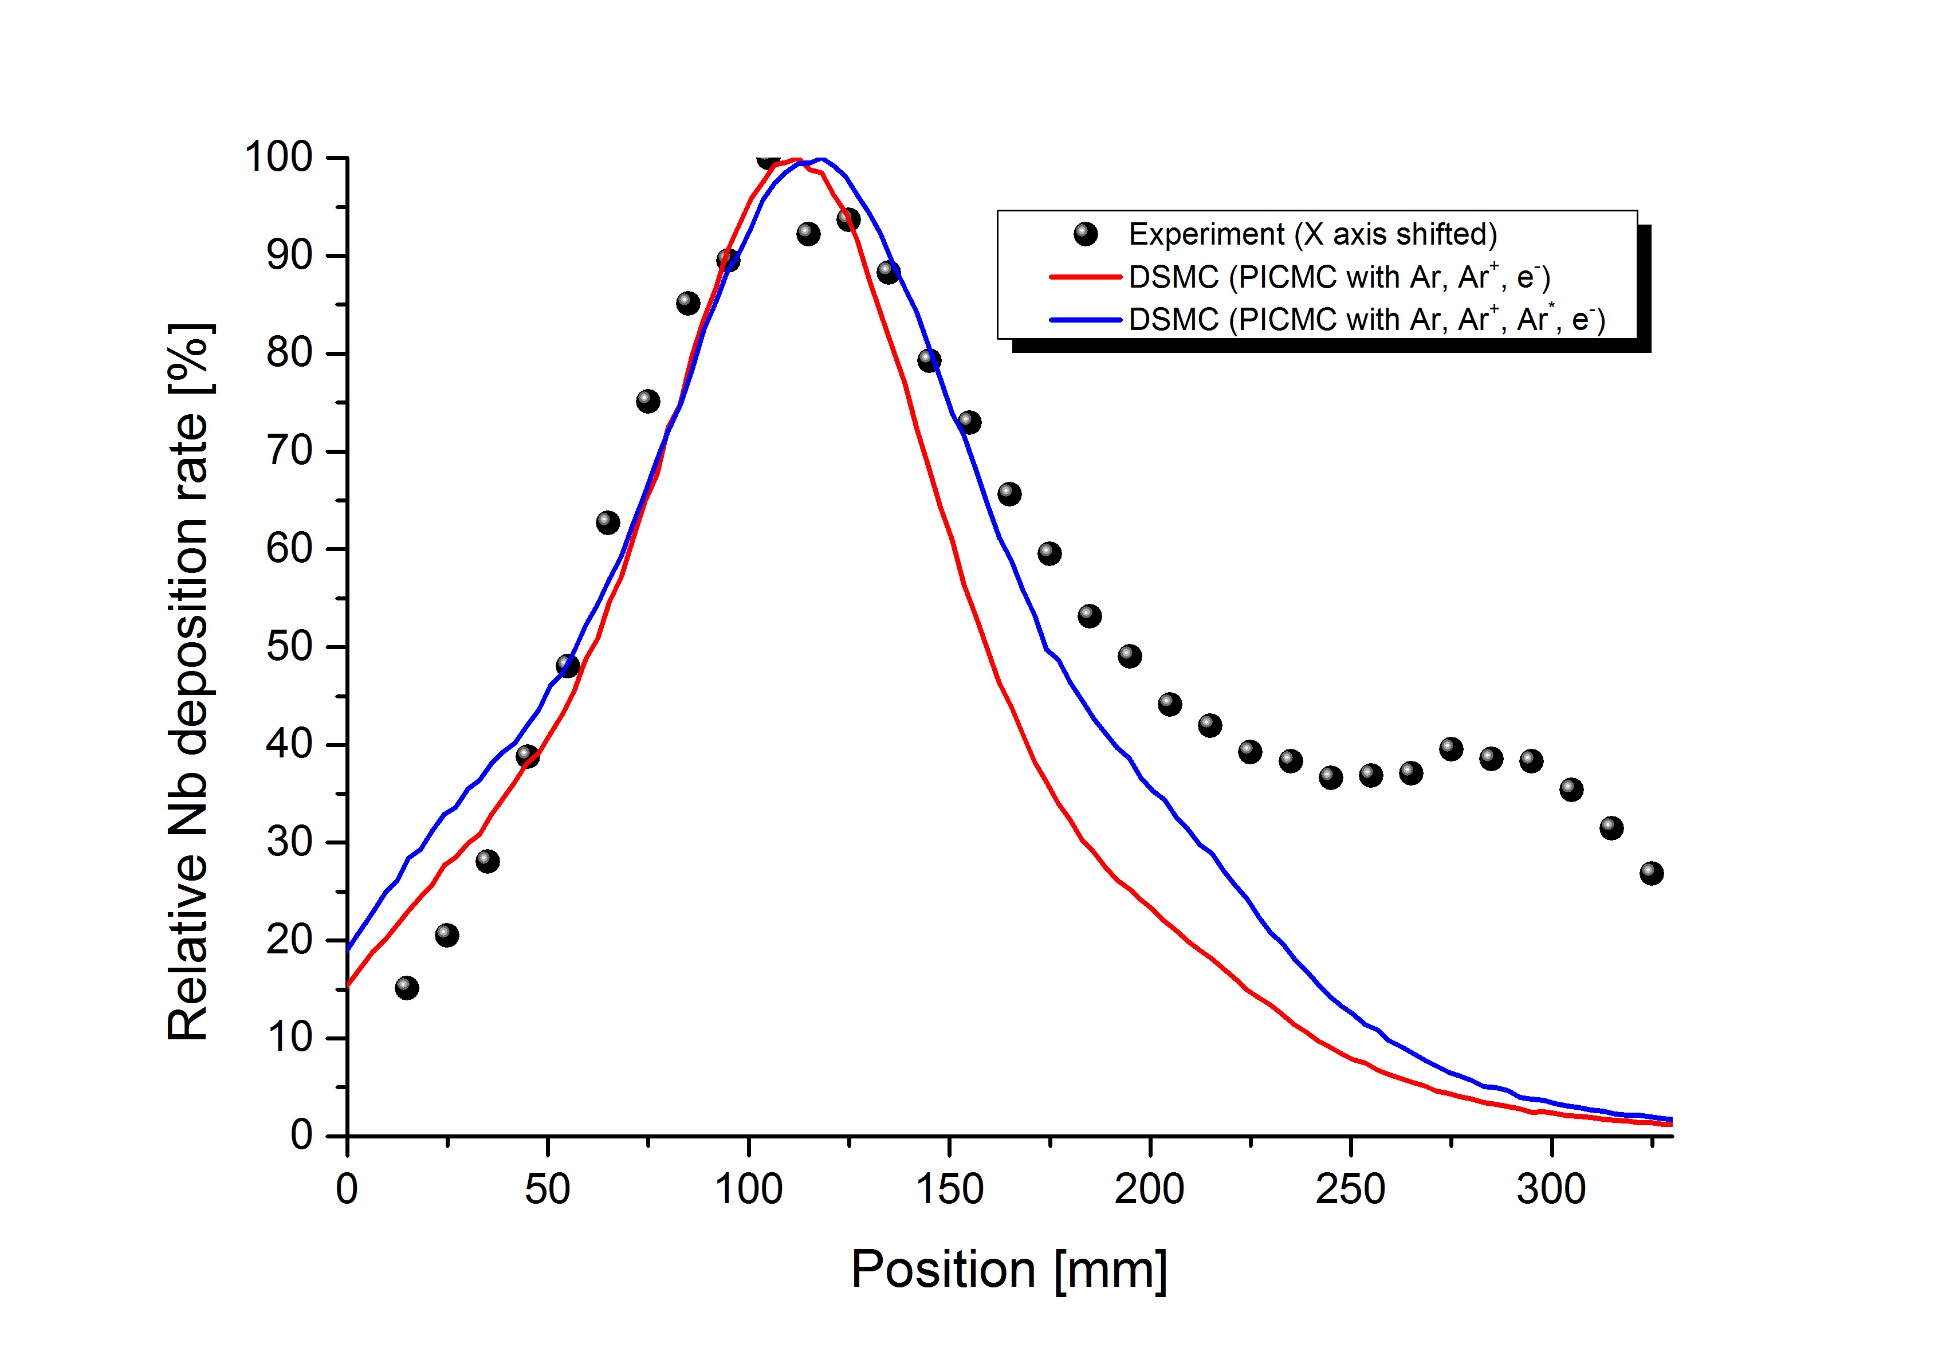 Relative Nb deposition rate [%]
100
90
80
70
60
50
40
30
20
10
0
Experiment (X axis shifted)
DSMC (PICMC with Ar, Ar⁺, e⁻)
DSMC (PICMC with Ar, Ar⁺, Ar*, e⁻)
0 50 100 150 200 250 300
Position [mm]